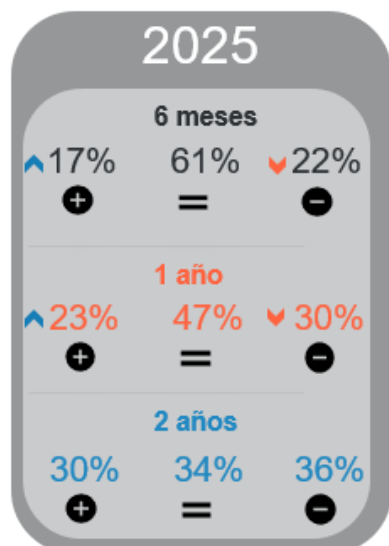 2025
6 meses
17% 61% 22%
+ = −
1 año
23% 47% 30%
+ = −
2 años
30% 34% 36%
+ = −